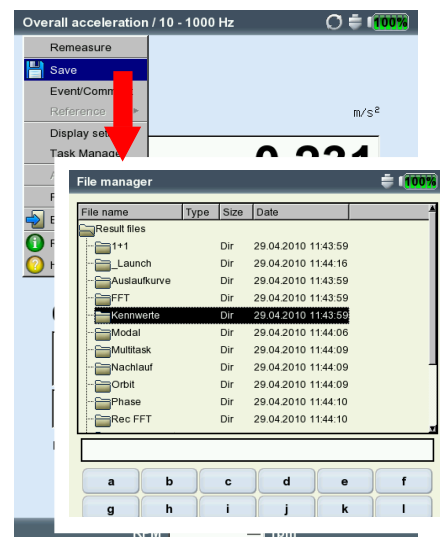 Overall acceleration / 10 - 1000 Hz 100%
Remeasure
Save
Event/Comm
Reference
m/s²
Display set
Task Manage
File manager 100%
File name Type Size Date
Result files
1+1 Dir 29.04.2010 11:43:59
_Launch Dir 29.04.2010 11:44:16
Auslaufkurve Dir 29.04.2010 11:43:59
FFT Dir 29.04.2010 11:43:59
Kennwerte Dir 29.04.2010 11:43:59
Modal Dir 29.04.2010 11:44:06
Multitask Dir 29.04.2010 11:44:09
Nachlauf Dir 29.04.2010 11:44:09
Orbit Dir 29.04.2010 11:44:09
Phase Dir 29.04.2010 11:44:10
Rec FFT Dir 29.04.2010 11:44:10
a b c d e f
g h i j k l